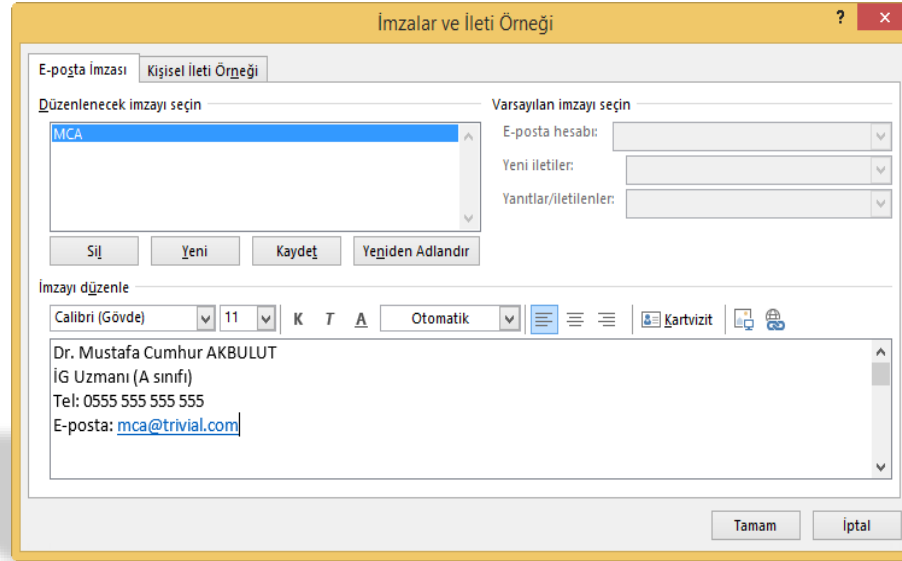 İmzalar ve İleti Örneği
?
E-posta İmzası
Kişisel İleti Örneği
Düzenlenecek imzayı seçin
MCA
Sil
Yeni
Kaydet
Yeniden Adlandır
Varsayılan imzayı seçin
E-posta hesabı:
Yeni iletiler:
Yanıtlar/iletilenler:
İmzayı düzenle
Calibri (Gövde) 11 K T A Otomatik Kartvizit
Dr. Mustafa Cumhur AKBULUT
İG Uzmanı (A sınıfı)
Tel: 0555 555 555 555
E-posta: mca@trivial.com
Tamam
İptal